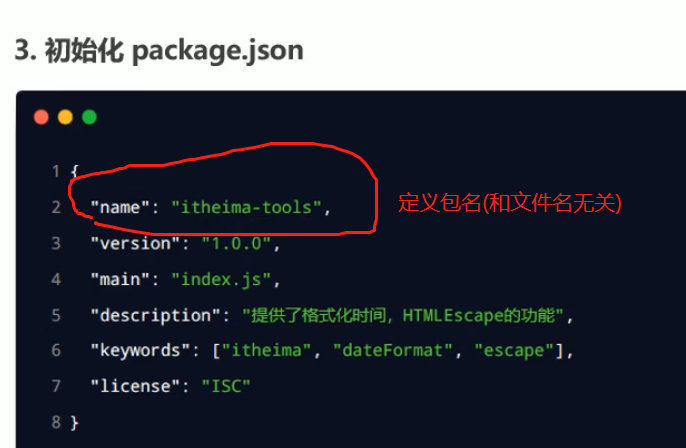 3. 初始化 package.json
1 {
2 "name": "itheima-tools", 定义包名(和文件名无关)
3 "version": "1.0.0",
4 "main": "index.js",
5 "description": "提供了格式化时间，HTMLEscape的功能",
6 "keywords": ["itheima", "dateFormat", "escape"],
7 "license": "ISC"
8 }